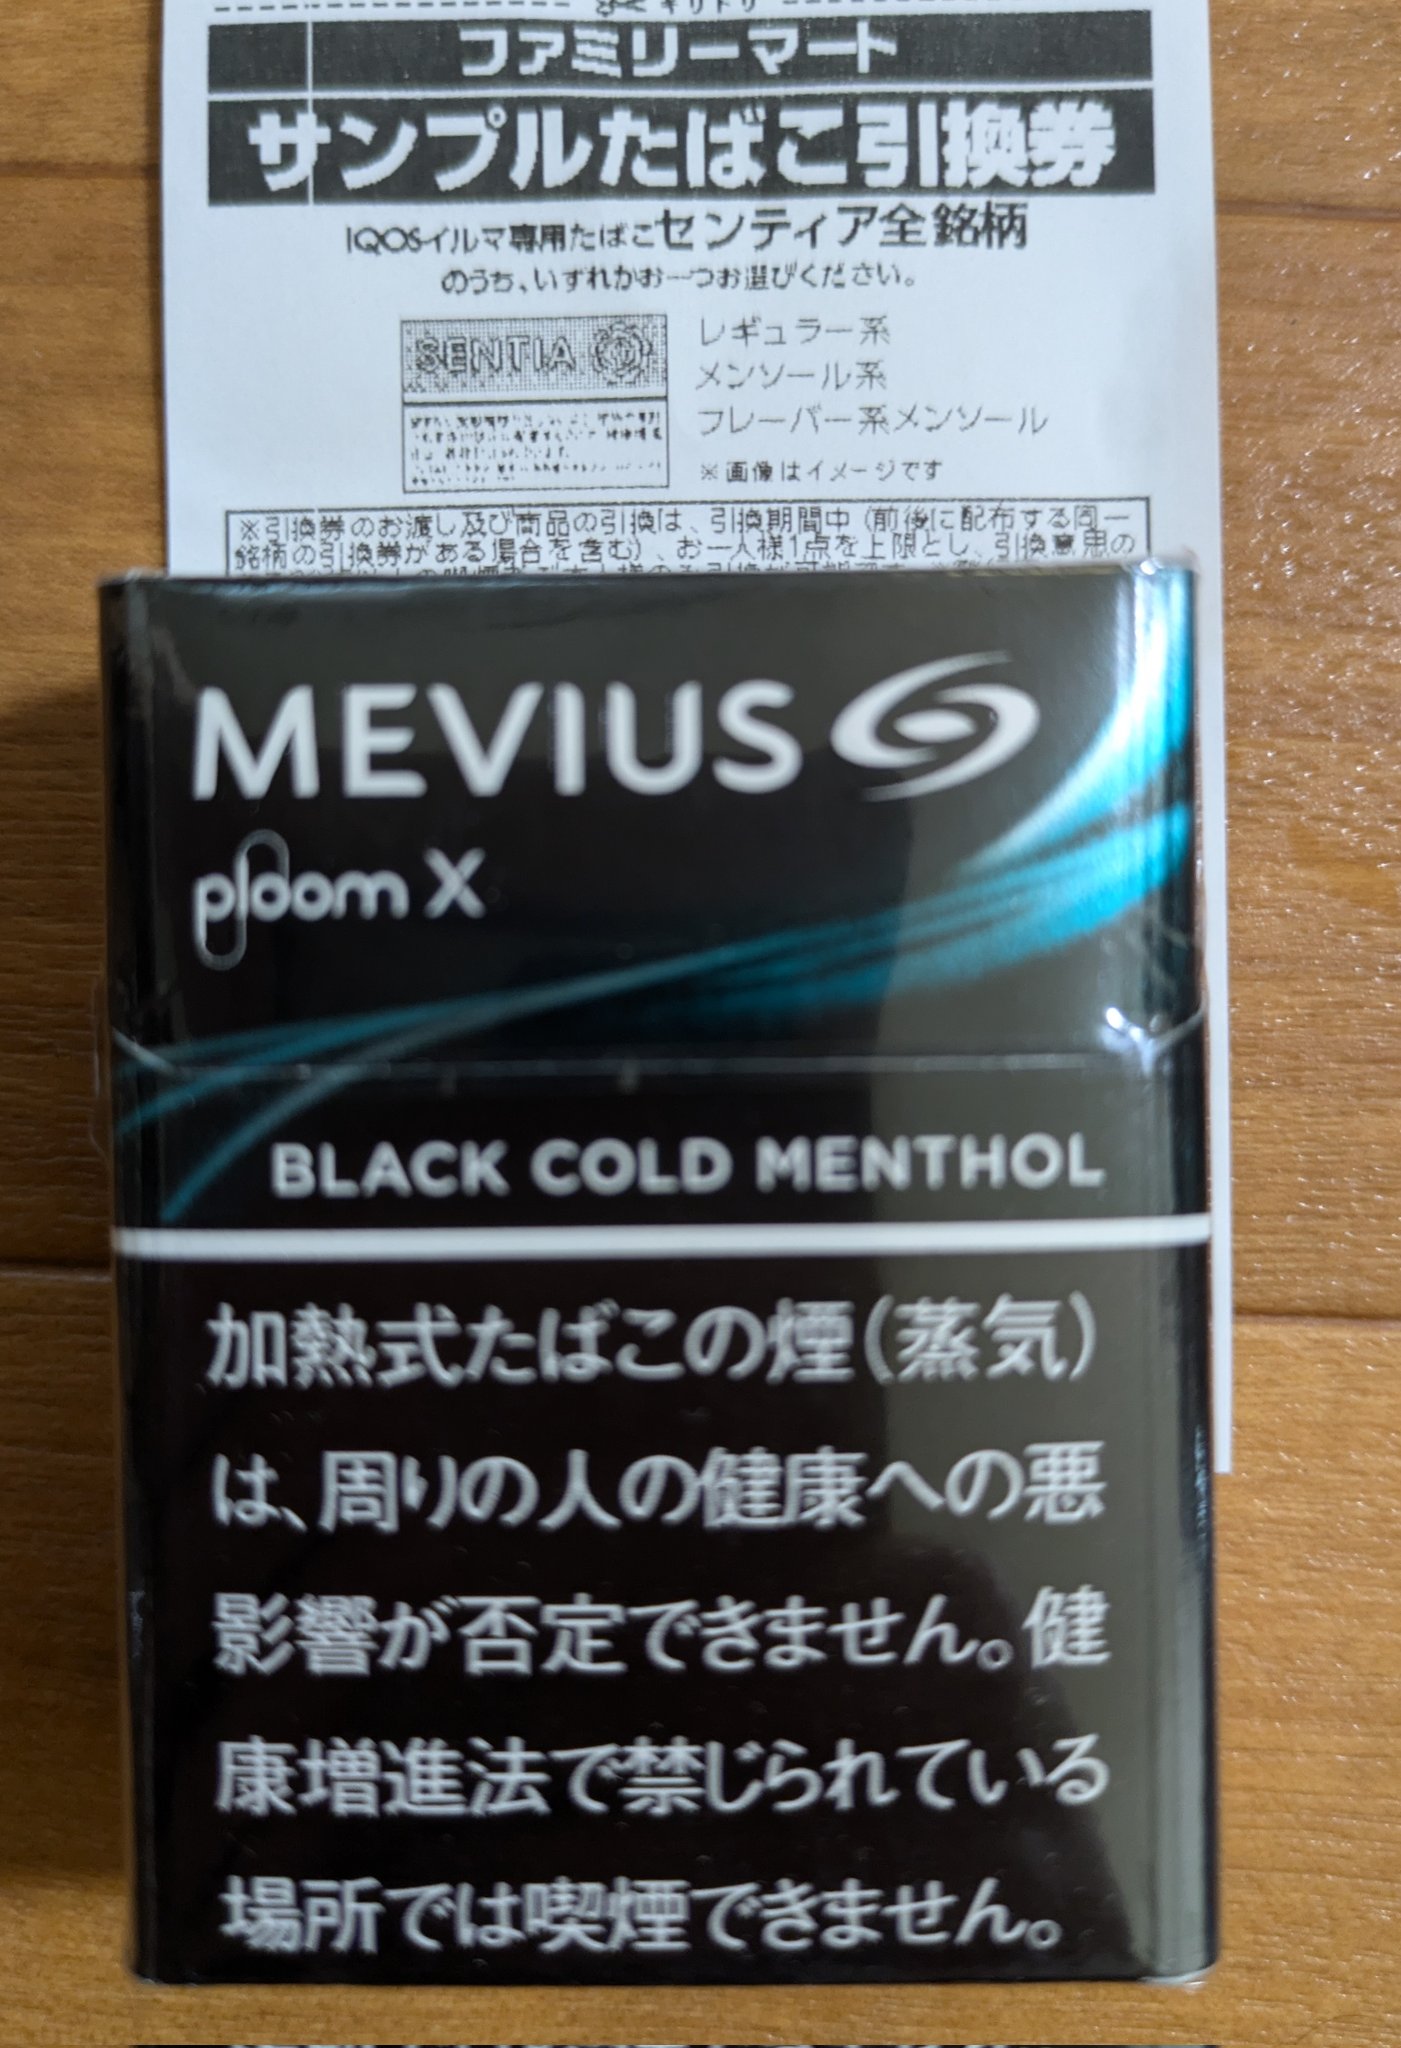 キリトリ
ファミリーマート
サンプルたばこ引換券
IQOSイルマ専用たばこセンティア全銘柄
のうち、いずれかお一つお選びください。
SENTIA
レギュラー系
メンソール系
フレーバー系メンソール
※画像はイメージです
※引換券のお渡し及び商品の引換は、引換期間中（前後に配布する同一
銘柄の引換券がある場合を含む）、お一人様1点を上限とし、引換意思の
MEVIUS
ploom X
BLACK COLD MENTHOL
加熱式たばこの煙（蒸気）
は、周りの人の健康への悪
影響が否定できません。健
康増進法で禁じられている
場所では喫煙できません。